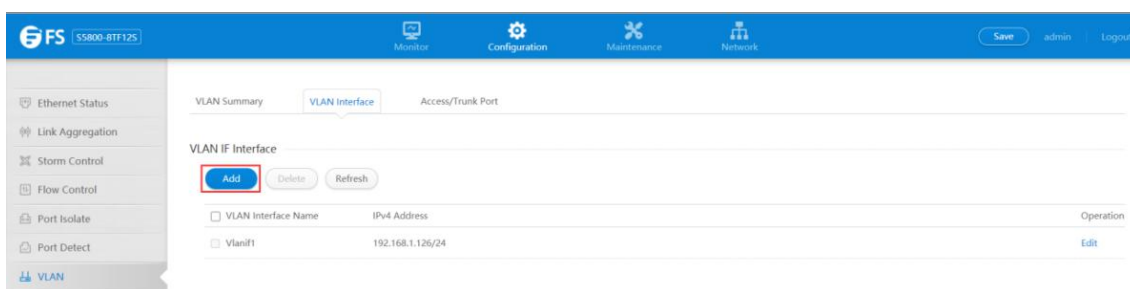 FS S5800-8TF12S
Monitor Configuration Maintenance Network Save admin Logout
Ethernet Status
Link Aggregation
Storm Control
Flow Control
Port Isolate
Port Detect
VLAN
VLAN Summary VLAN Interface Access/Trunk Port
VLAN IF Interface
Add Delete Refresh
VLAN Interface Name IPv4 Address Operation
Vlanif1 192.168.1.126/24 Edit